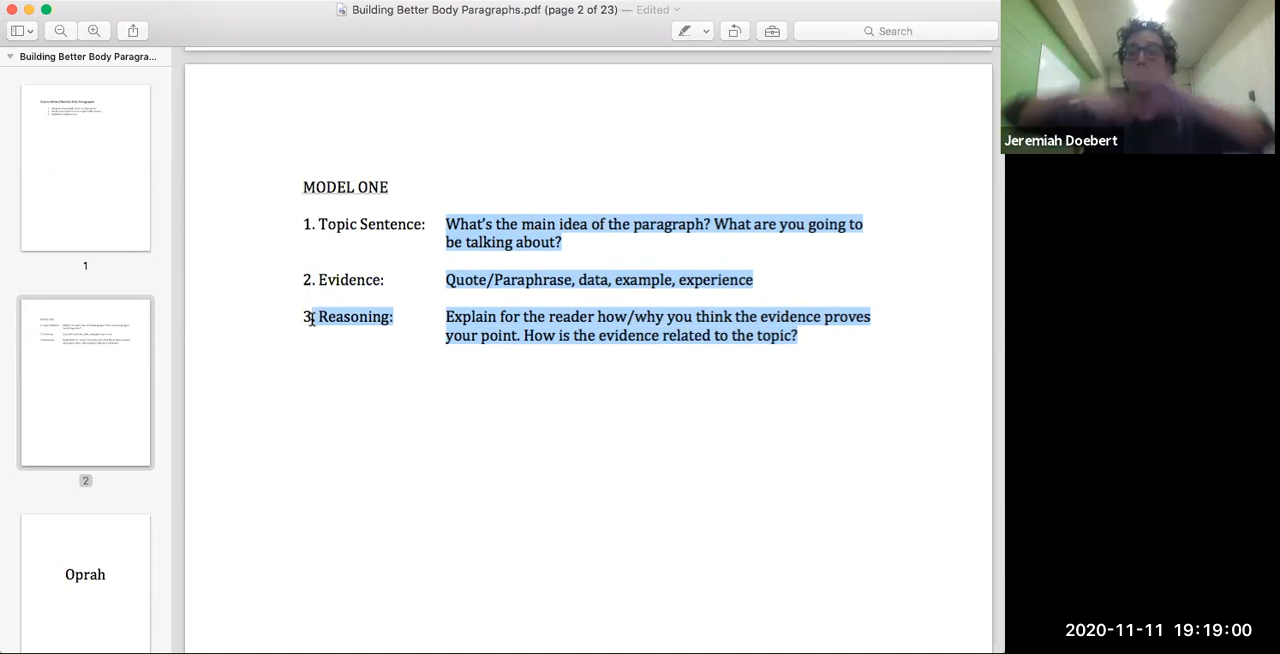 Building Better Body Paragraphs.pdf (page 2 of 23) — Edited
Search
Building Better Body Paragra...
1
2
Oprah
MODEL ONE
1. Topic Sentence: What's the main idea of the paragraph? What are you going to
be talking about?
2. Evidence: Quote/Paraphrase, data, example, experience
3. Reasoning: Explain for the reader how/why you think the evidence proves
your point. How is the evidence related to the topic?
Jeremiah Doebert
2020-11-11 19:19:00